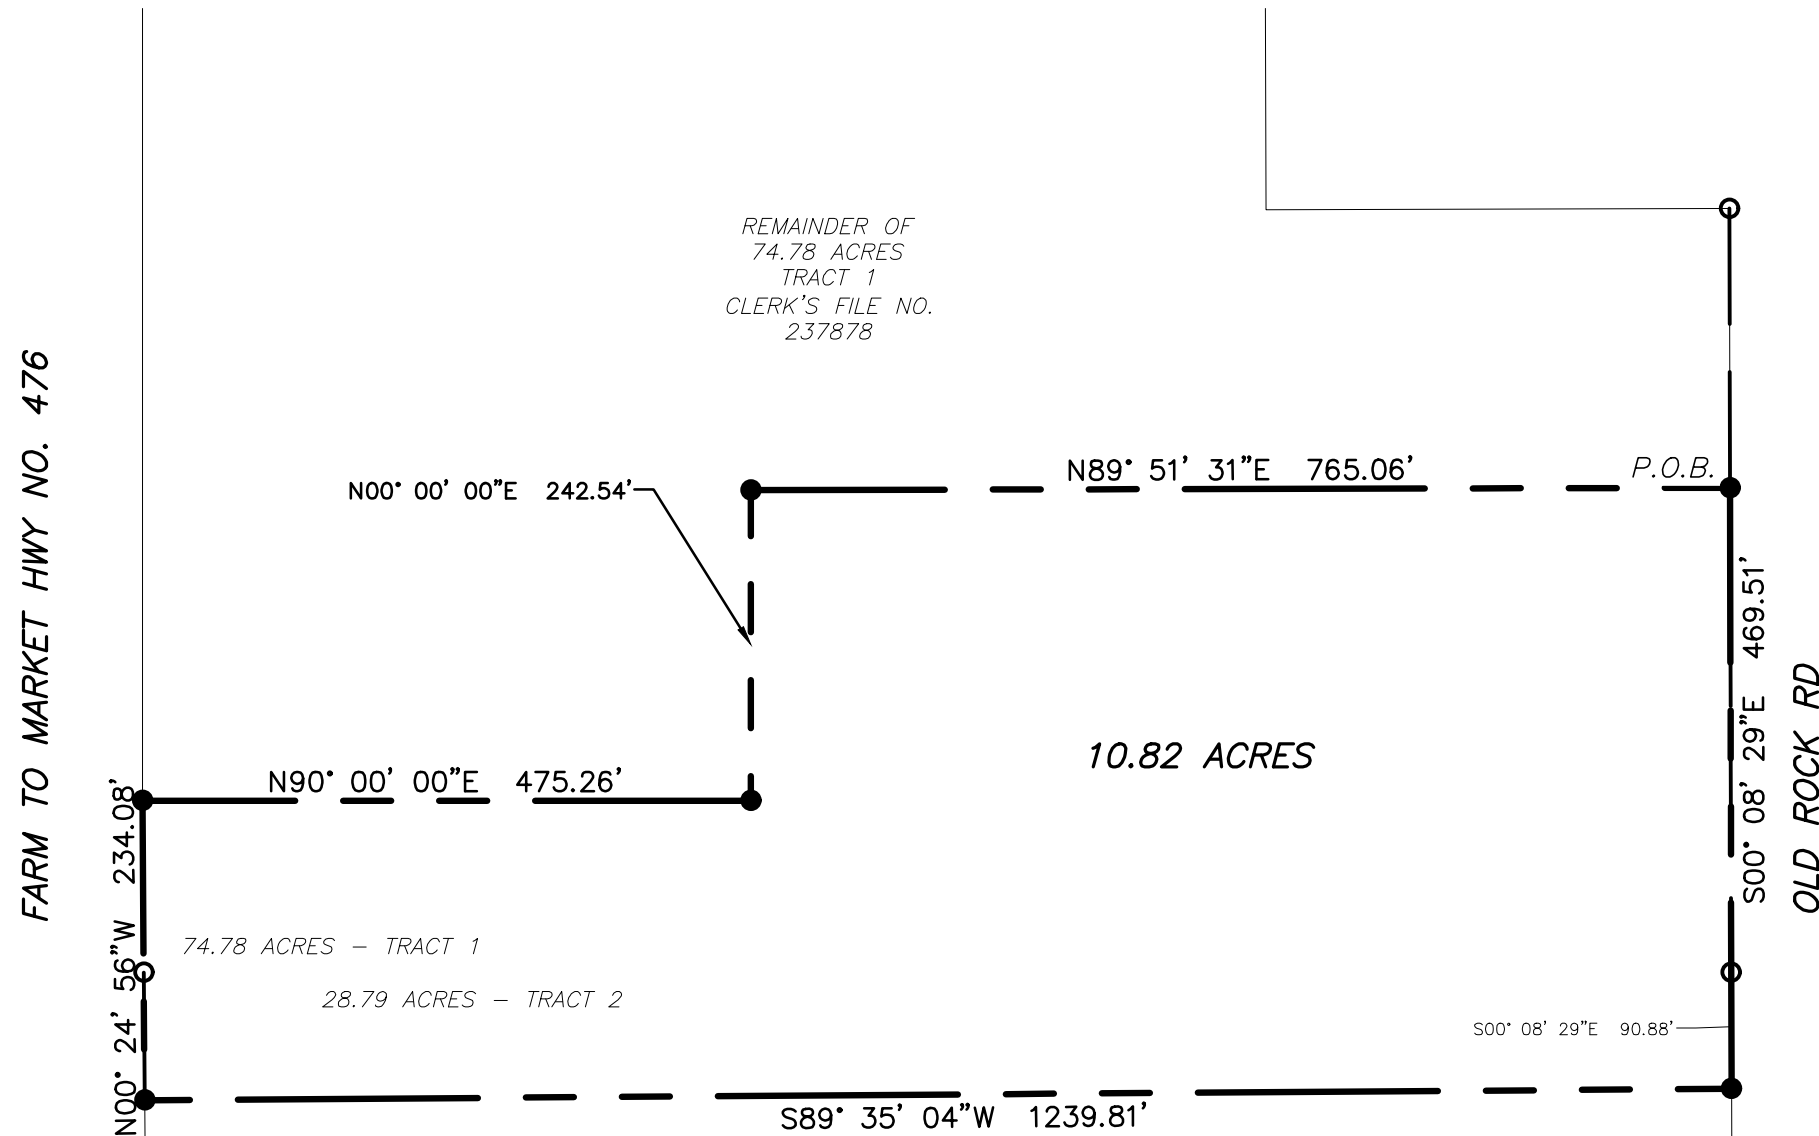 REMAINDER OF
74.78 ACRES
TRACT 1
CLERK'S FILE NO.
237878
FARM TO MARKET HWY NO. 476
N00° 00' 00"E 242.54'
N89° 51' 31"E 765.06'
P.O.B.
S00° 08' 29"E 469.51'
OLD ROCK RD
10.82 ACRES
N90° 00' 00"E 475.26'
N00° 24' 56"W 234.08'
74.78 ACRES – TRACT 1
28.79 ACRES – TRACT 2
S00° 08' 29"E 90.88'
S89° 35' 04"W 1239.81'